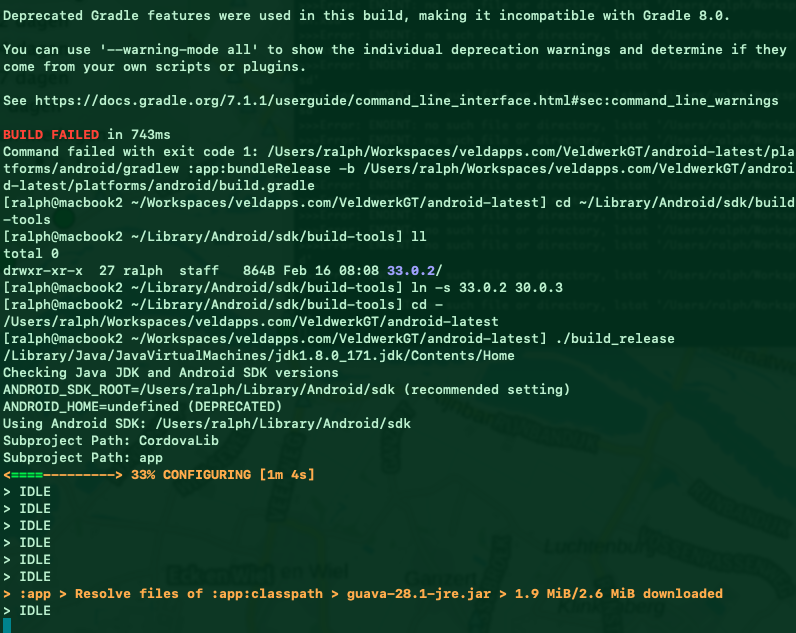 Deprecated Gradle features were used in this build, making it incompatible with Gradle 8.0.
You can use '--warning-mode all' to show the individual deprecation warnings and determine if they
come from your own scripts or plugins.
See https://docs.gradle.org/7.1.1/userguide/command_line_interface.html#sec:command_line_warnings
BUILD FAILED in 743ms
Command failed with exit code 1: /Users/ralph/Workspaces/veldapps.com/VeldwerkGT/android-latest/pla
tforms/android/gradlew :app:bundleRelease -b /Users/ralph/Workspaces/veldapps.com/VeldwerkGT/androi
d-latest/platforms/android/build.gradle
[ralph@macbook2 ~/Workspaces/veldapps.com/VeldwerkGT/android-latest] cd ~/Library/Android/sdk/build
-tools
[ralph@macbook2 ~/Library/Android/sdk/build-tools] ll
total 0
drwxr-xr-x  27 ralph  staff   864B Feb 16 08:08 33.0.2/
[ralph@macbook2 ~/Library/Android/sdk/build-tools] ln -s 33.0.2 30.0.3
[ralph@macbook2 ~/Library/Android/sdk/build-tools] cd -
/Users/ralph/Workspaces/veldapps.com/VeldwerkGT/android-latest
[ralph@macbook2 ~/Workspaces/veldapps.com/VeldwerkGT/android-latest] ./build_release
/Library/Java/JavaVirtualMachines/jdk1.8.0_171.jdk/Contents/Home
Checking Java JDK and Android SDK versions
ANDROID_SDK_ROOT=/Users/ralph/Library/Android/sdk (recommended setting)
ANDROID_HOME=undefined (DEPRECATED)
Using Android SDK: /Users/ralph/Library/Android/sdk
Subproject Path: CordovaLib
Subproject Path: app
<====---------> 33% CONFIGURING [1m 4s]
> IDLE
> IDLE
> IDLE
> IDLE
> IDLE
> IDLE
> :app > Resolve files of :app:classpath > guava-28.1-jre.jar > 1.9 MiB/2.6 MiB downloaded
> IDLE